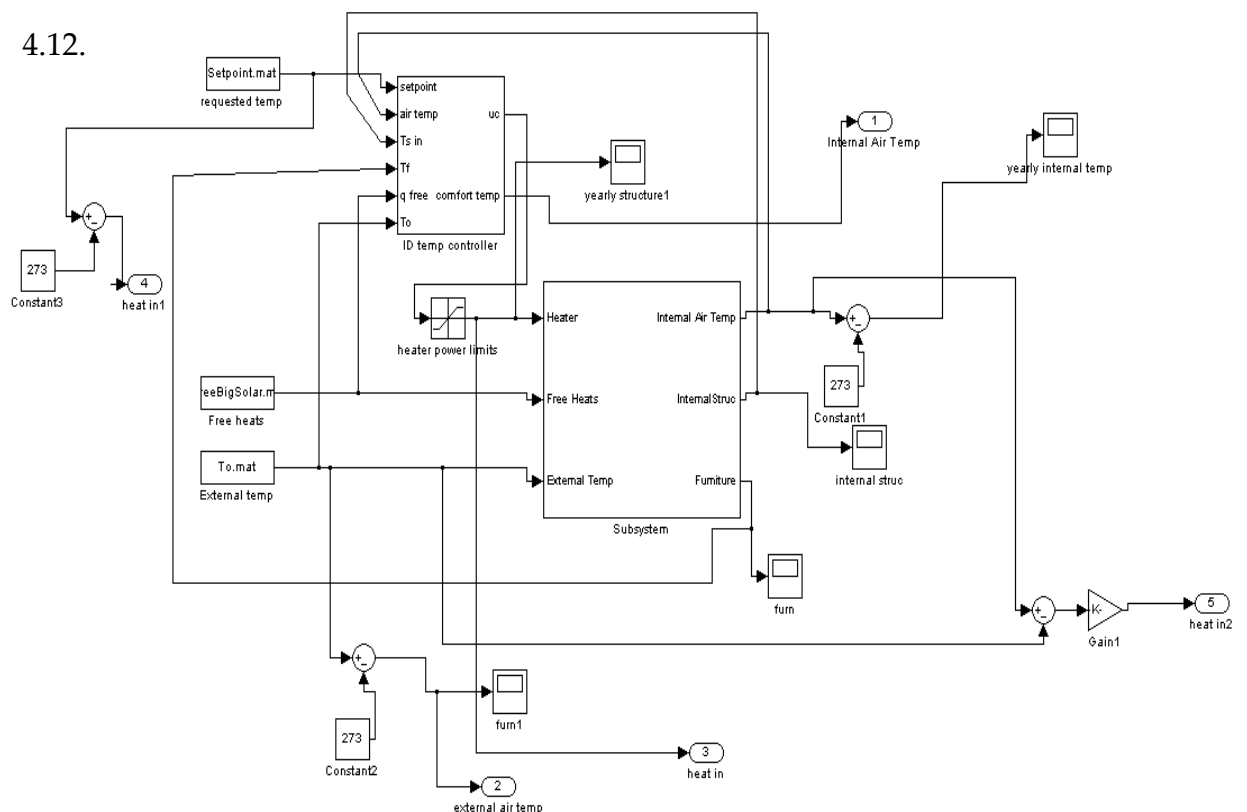 4.12.
Setpoint.mat
requested temp
setpoint
air temp
Ts in
Tf
q free
To
uc
comfort temp
ID temp controller
1
Internal Air Temp
yearly structure1
yearly internal temp
273
Constant3
4
heat in1
heater power limits
Heater
Free Heats
External Temp
Internal Air Temp
InternalStruc
Furniture
Subsystem
273
Constant1
internal struc
reeBigSolar.m
Free heats
To.mat
External temp
furn
K-
Gain1
5
heat in2
273
Constant2
furn1
3
heat in
2
external air temp